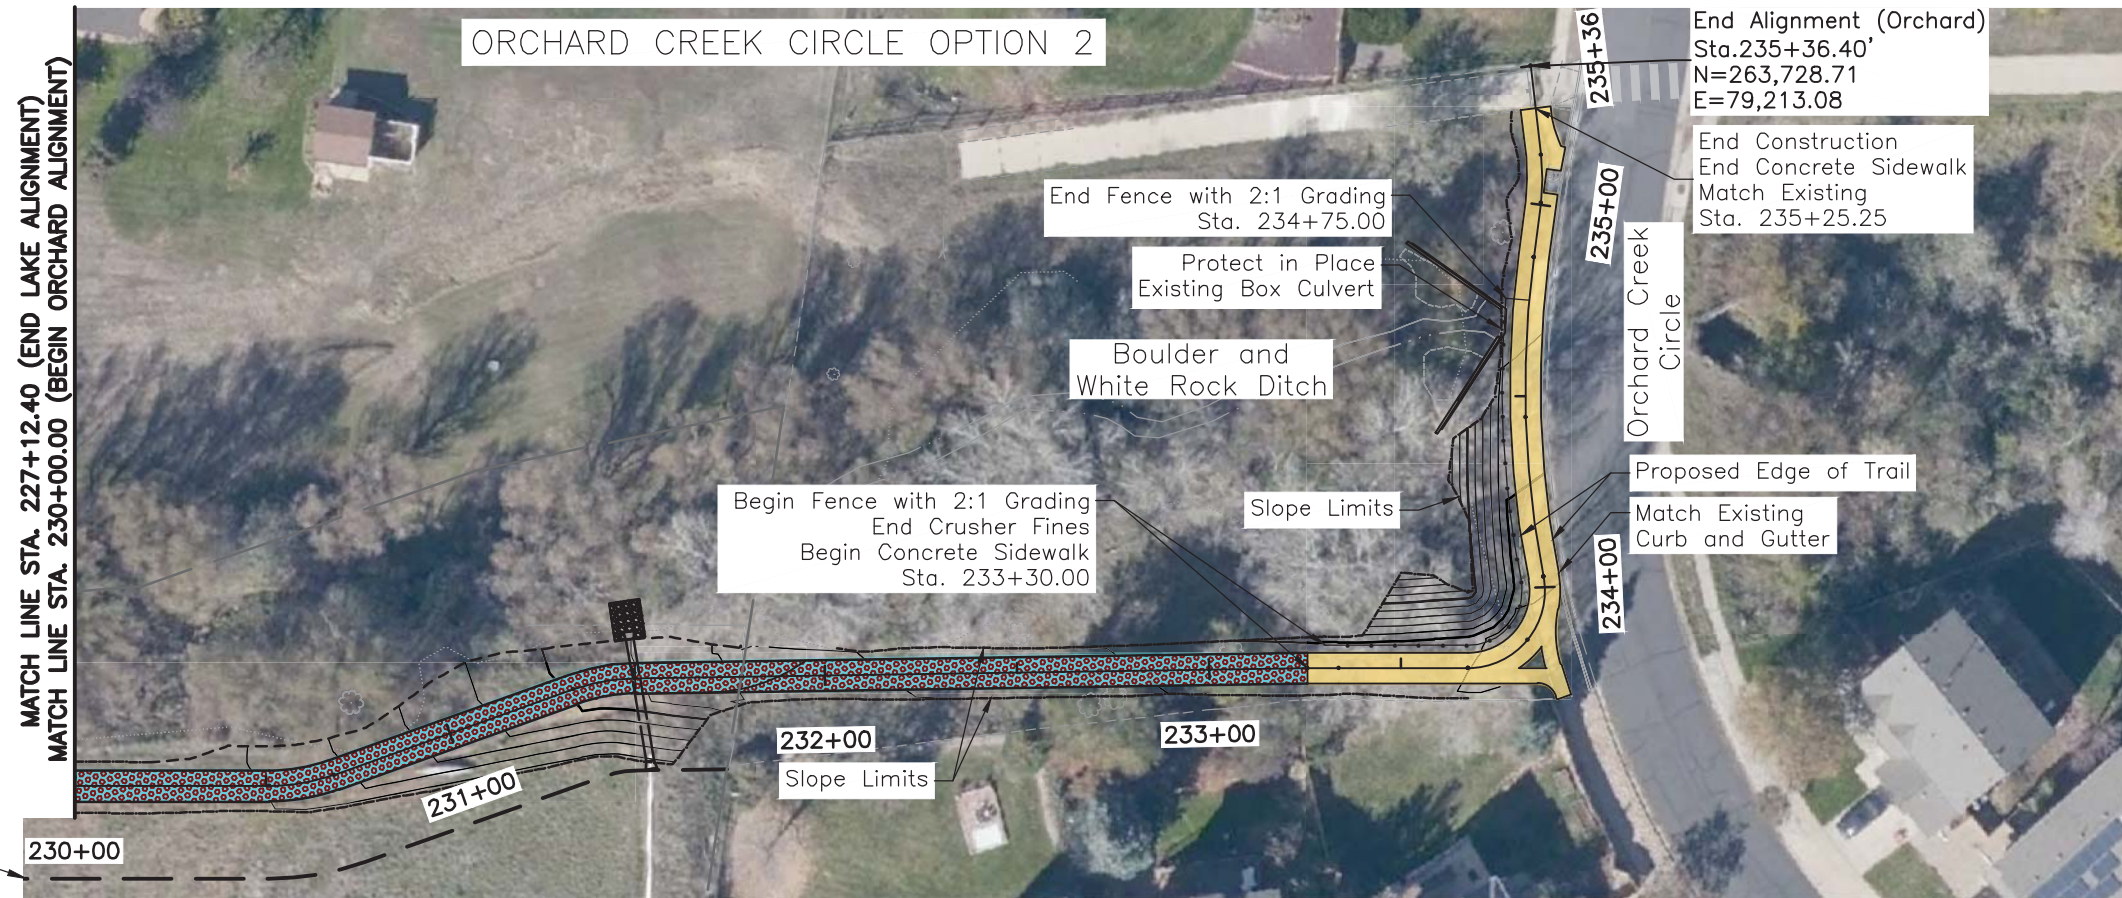 ORCHARD CREEK CIRCLE OPTION 2
MATCH LINE STA. 227+12.40 (END LAKE ALIGNMENT)
MATCH LINE STA. 230+00.00 (BEGIN ORCHARD ALIGNMENT)
235+36
End Alignment (Orchard)
Sta.235+36.40'
N=263,728.71
E=79,213.08
End Construction
End Concrete Sidewalk
Match Existing
Sta. 235+25.25
End Fence with 2:1 Grading
Sta. 234+75.00
235+00
Protect in Place
Existing Box Culvert
Orchard Creek
Circle
Boulder and
White Rock Ditch
Begin Fence with 2:1 Grading
End Crusher Fines
Begin Concrete Sidewalk
Sta. 233+30.00
Slope Limits
Proposed Edge of Trail
Match Existing
Curb and Gutter
234+00
232+00
233+00
Slope Limits
231+00
230+00